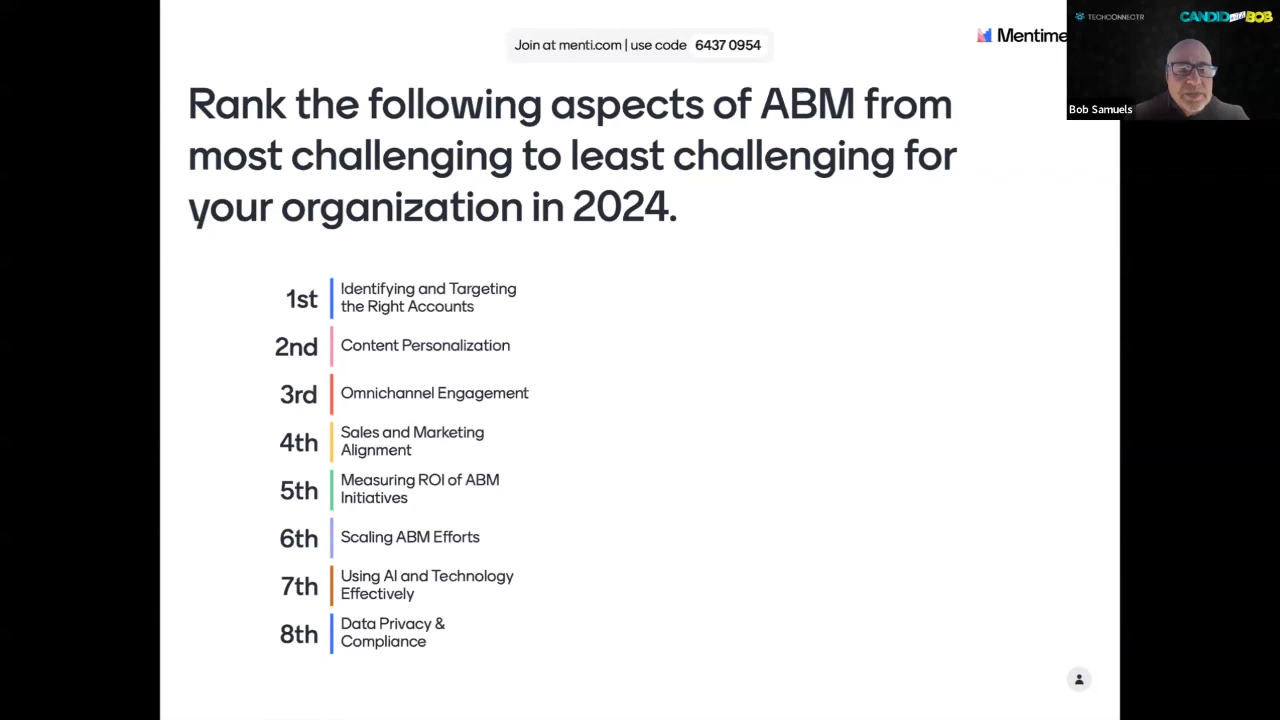 Join at menti.com | use code 6437 0954
Mentime
TECHCONNECTR
CANDID BOB
Bob Samuels
Rank the following aspects of ABM from
most challenging to least challenging for
your organization in 2024.
1st
Identifying and Targeting
the Right Accounts
2nd
Content Personalization
3rd
Omnichannel Engagement
4th
Sales and Marketing
Alignment
5th
Measuring ROI of ABM
Initiatives
6th
Scaling ABM Efforts
7th
Using AI and Technology
Effectively
8th
Data Privacy &
Compliance